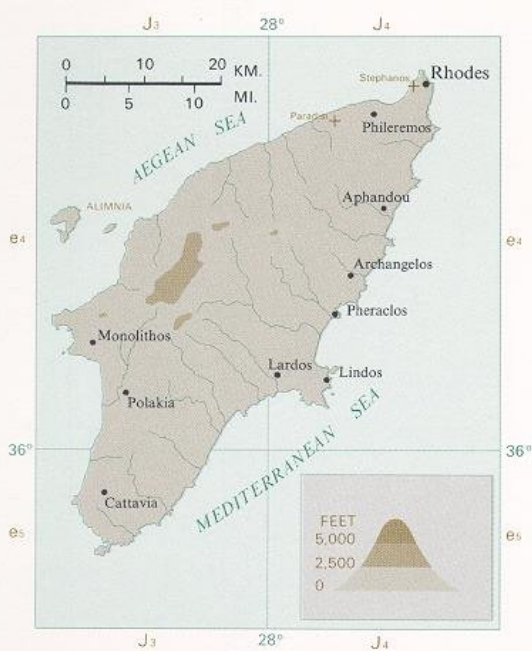 J3 28° J4
0 10 20 KM.
0 5 10 MI.
Stephanos
Rhodes
Phileremos
AEGEAN SEA
ALIMNIA
Aphandou
e4 e4
Archangelos
Pheraclos
Monolithos
Lardos
Lindos
Polakia
MEDITERRANEAN SEA
36° 36°
Cattavia
FEET
5,000
2,500
0
e5 e5
J3 28° J4